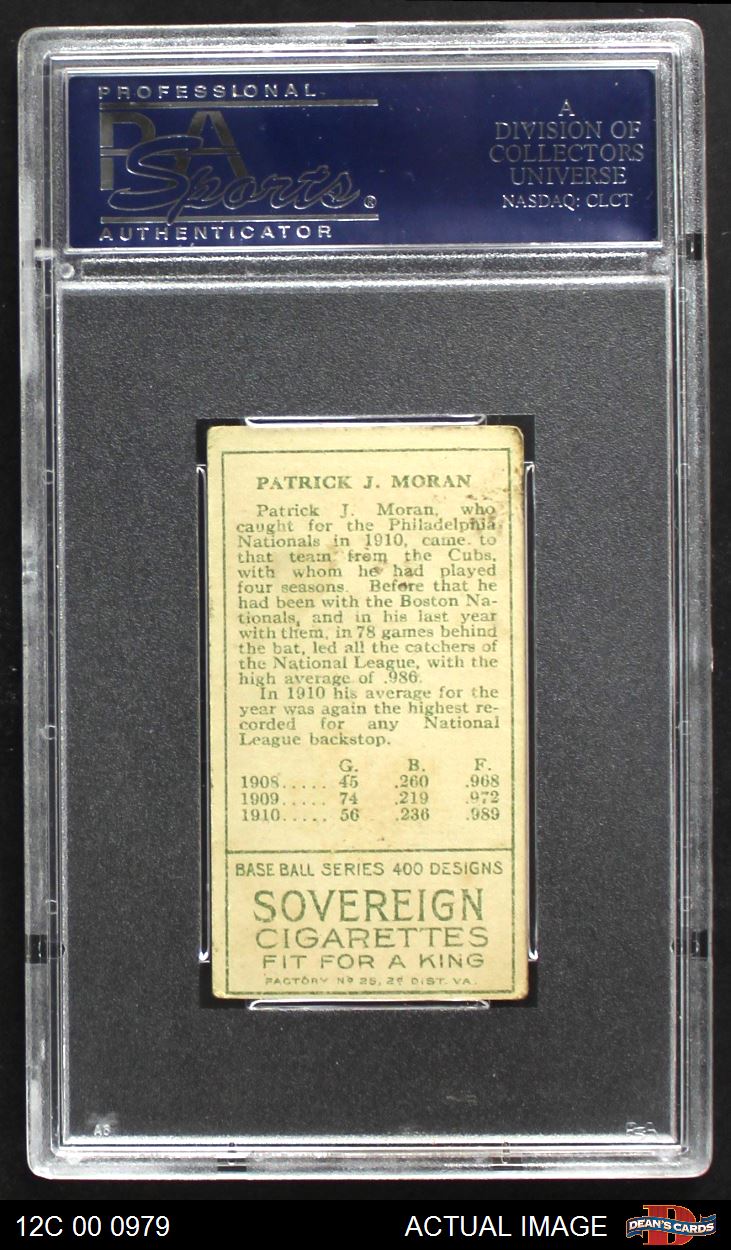 PROFESSIONAL
PSA
Sports®
AUTHENTICATOR
A
DIVISION OF
COLLECTORS
UNIVERSE
NASDAQ: CLCT
PATRICK J. MORAN
Patrick J. Moran, who
caught for the Philadelphia
Nationals in 1910, came to
that team from the Cubs,
with whom he had played
four seasons. Before that he
had been with the Boston Na-
tionals, and in his last year
with them, in 78 games behind
the bat, led all the catchers of
the National League, with the
high average of .986.
In 1910 his average for the
year was again the highest re-
corded for any National
League backstop.
G. B. F.
1908..... 45 .260 .968
1909..... 74 .219 .972
1910..... 56 .236 .989
BASE BALL SERIES 400 DESIGNS
SOVEREIGN
CIGARETTES
FIT FOR A KING
FACTORY Nº 25, 2d DIST. VA.
A8
PSA
12C 00 0979
ACTUAL IMAGE
DEAN'S CARDS